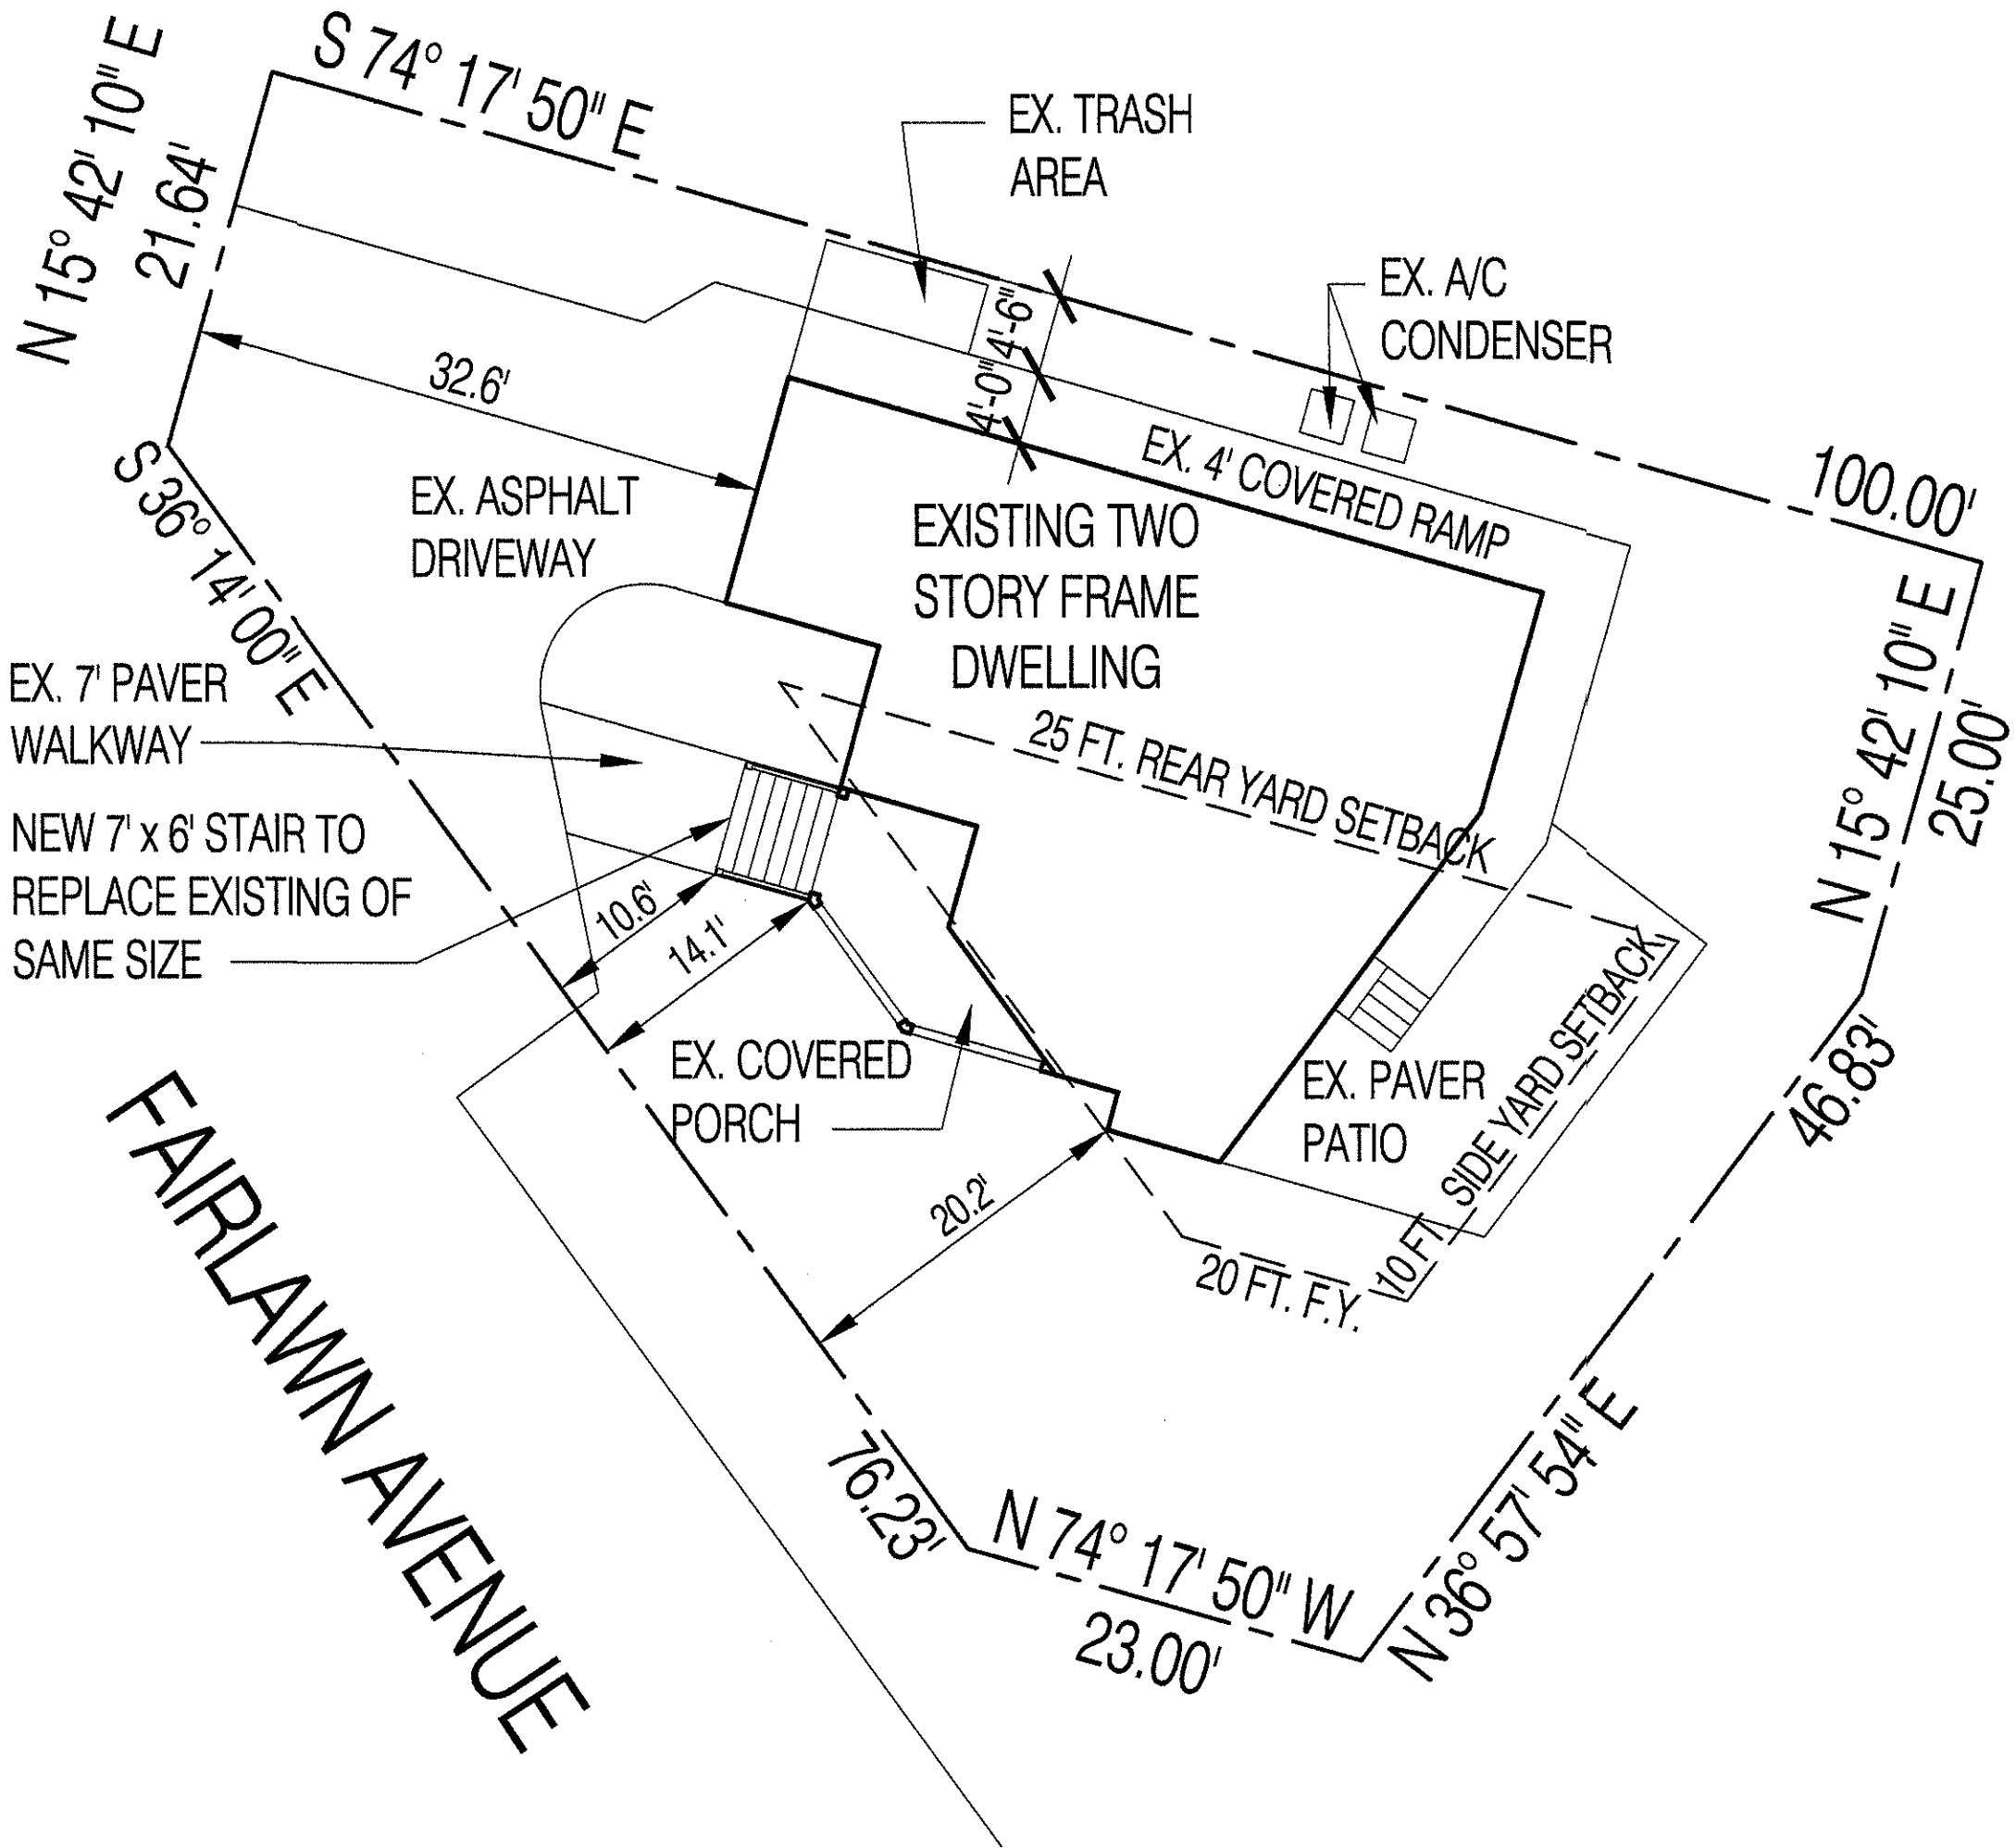 S 74° 17' 50" E
N 15° 42' 10" E
21.64'
EX. TRASH
AREA
EX. A/C
CONDENSER
4'-6"
4'-0"
32.6'
EX. 4' COVERED RAMP
100.00'
EX. ASPHALT
DRIVEWAY
EXISTING TWO
STORY FRAME
DWELLING
S 36° 14' 00" E
N 15° 42' 10" E
25.00'
EX. 7' PAVER
WALKWAY
25 FT. REAR YARD SETBACK
NEW 7' x 6' STAIR TO
REPLACE EXISTING OF
SAME SIZE
10.6'
14.1'
EX. COVERED
PORCH
EX. PAVER
PATIO
10 FT. SIDE YARD SETBACK
46.83'
20.2'
20 FT. F.Y.
FAIRLAWN AVENUE
76.23'
N 74° 17' 50" W
23.00'
N 36° 57' 54" E